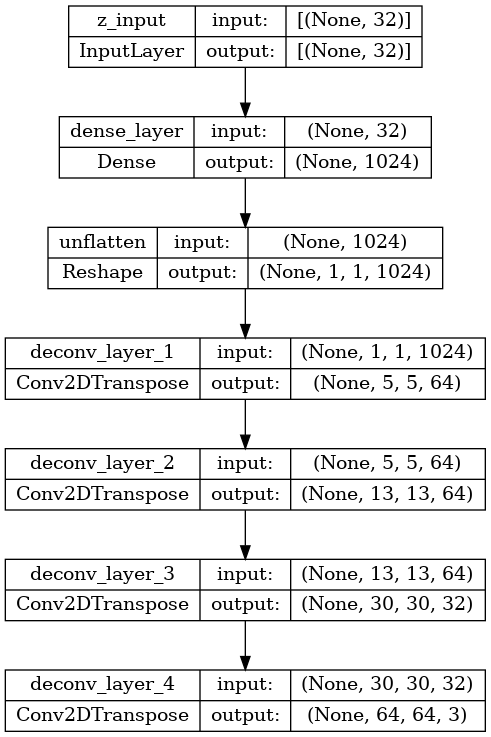 z_input input: [(None, 32)]
InputLayer output: [(None, 32)]
dense_layer input: (None, 32)
Dense output: (None, 1024)
unflatten input: (None, 1024)
Reshape output: (None, 1, 1, 1024)
deconv_layer_1 input: (None, 1, 1, 1024)
Conv2DTranspose output: (None, 5, 5, 64)
deconv_layer_2 input: (None, 5, 5, 64)
Conv2DTranspose output: (None, 13, 13, 64)
deconv_layer_3 input: (None, 13, 13, 64)
Conv2DTranspose output: (None, 30, 30, 32)
deconv_layer_4 input: (None, 30, 30, 32)
Conv2DTranspose output: (None, 64, 64, 3)